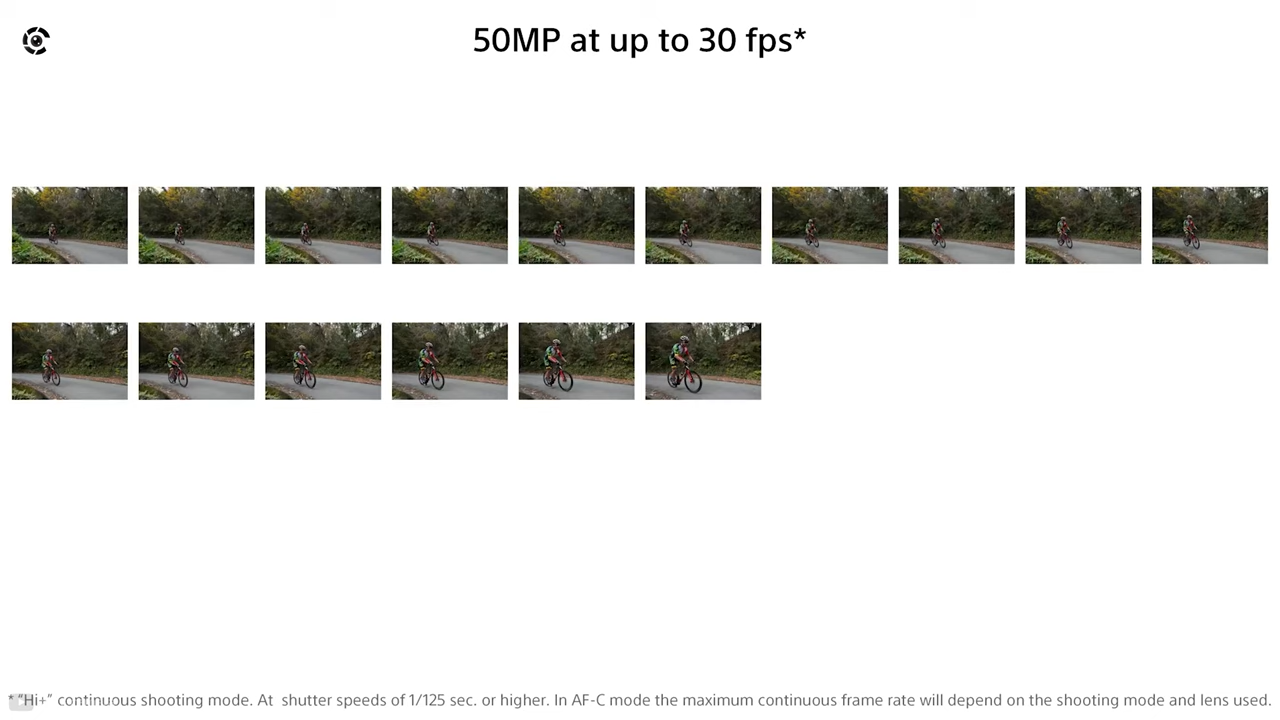 50MP at up to 30 fps*
* “Hi+” continuous shooting mode. At shutter speeds of 1/125 sec. or higher. In AF-C mode the maximum continuous frame rate will depend on the shooting mode and lens used.